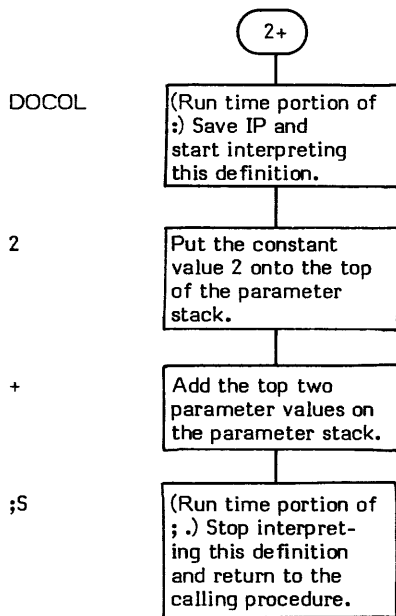 2+
DOCOL
(Run time portion of
:) Save IP and
start interpreting
this definition.
2
Put the constant
value 2 onto the top
of the parameter
stack.
+
Add the top two
parameter values on
the parameter stack.
;S
(Run time portion of
; .) Stop interpret-
ing this definition
and return to the
calling procedure.